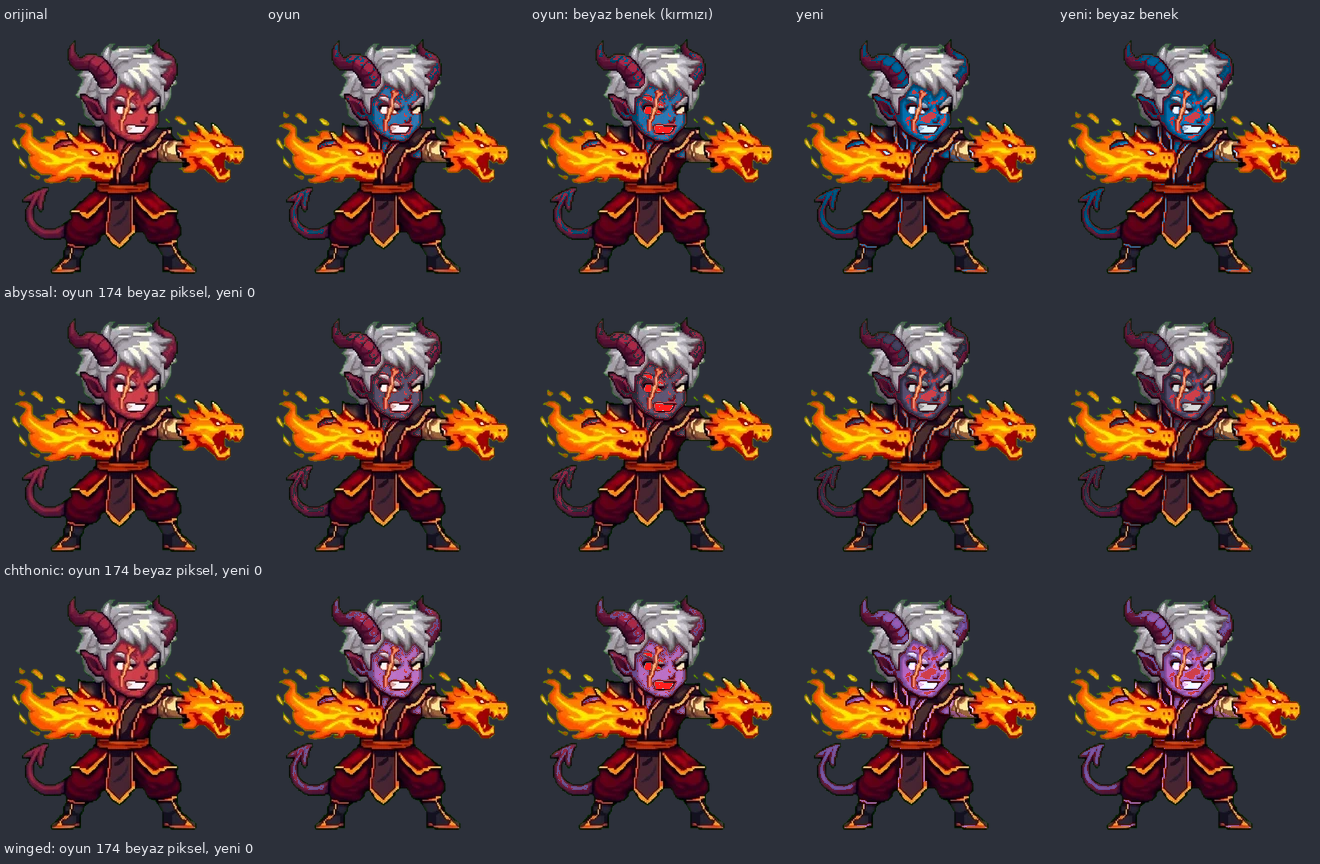 orijinal
oyun
oyun: beyaz benek (kırmızı)
yeni
yeni: beyaz benek
abyssal: oyun 174 beyaz piksel, yeni 0
chthonic: oyun 174 beyaz piksel, yeni 0
winged: oyun 174 beyaz piksel, yeni 0